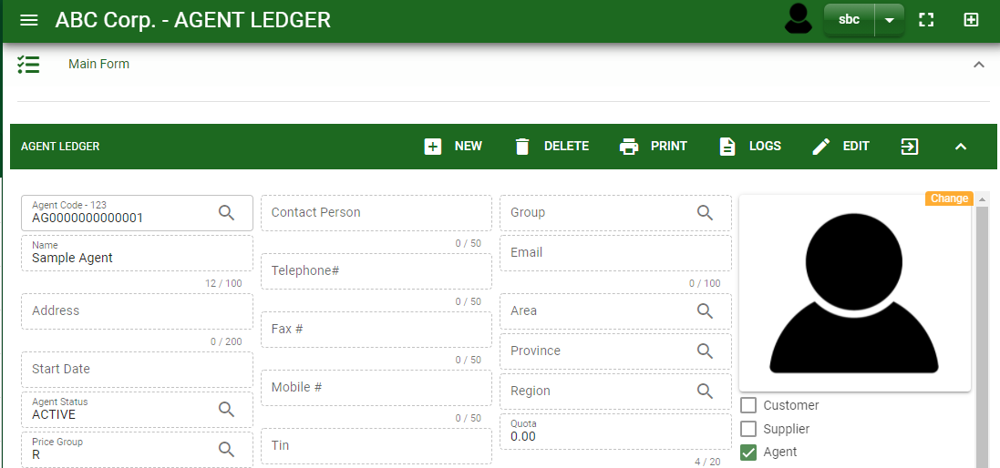 ABC Corp. - AGENT LEDGER
sbc
Main Form
AGENT LEDGER
NEW
DELETE
PRINT
LOGS
EDIT
Agent Code - 123
AG0000000000001
Name
Sample Agent
12 / 100
Address
0 / 200
Start Date
Agent Status
ACTIVE
Price Group
R
Contact Person
0 / 50
Telephone#
0 / 50
Fax #
0 / 50
Mobile #
0 / 50
Tin
Group
Email
0 / 100
Area
Province
Region
Quota
0.00
4 / 20
Change
Customer
Supplier
Agent